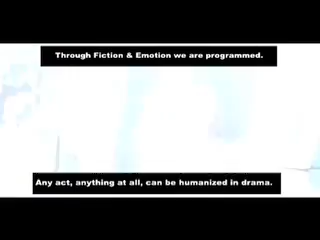 Through Fiction & Emotion we are programmed.
Any act, anything at all, can be humanized in drama.